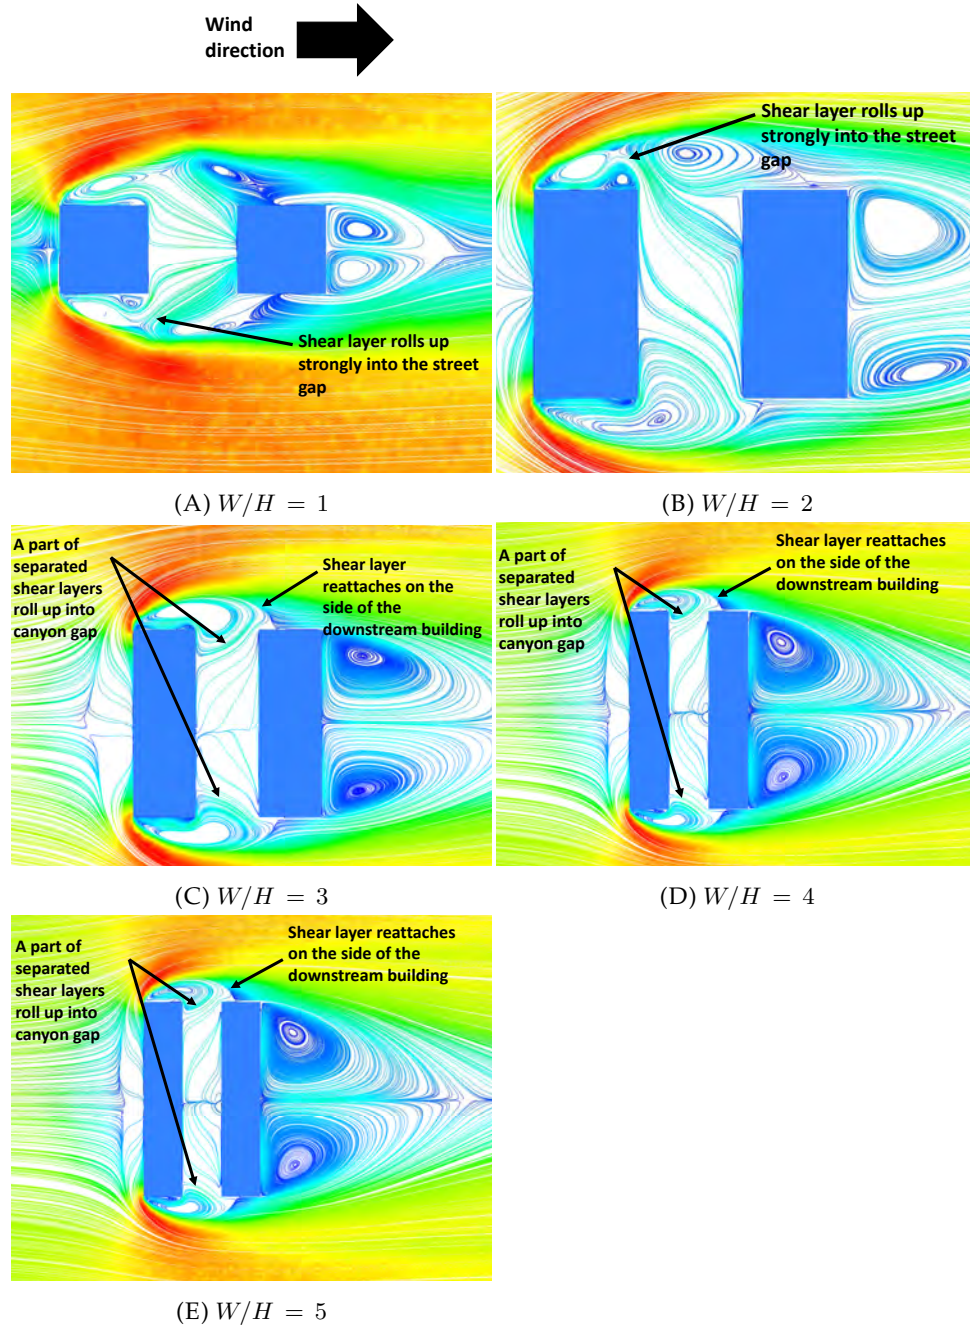 Wind
direction
Shear layer rolls up
strongly into the street
gap
Shear layer rolls up
strongly into the street
gap
(A) W/H = 1
(B) W/H = 2
A part of
separated
shear layers
roll up into
canyon gap
Shear layer
reattaches on the
side of the
downstream building
A part of
separated
shear layers
roll up into
canyon gap
Shear layer reattaches
on the side of the
downstream building
(C) W/H = 3
(D) W/H = 4
A part of
separated
shear layers
roll up into
canyon gap
Shear layer reattaches
on the side of the
downstream building
(E) W/H = 5